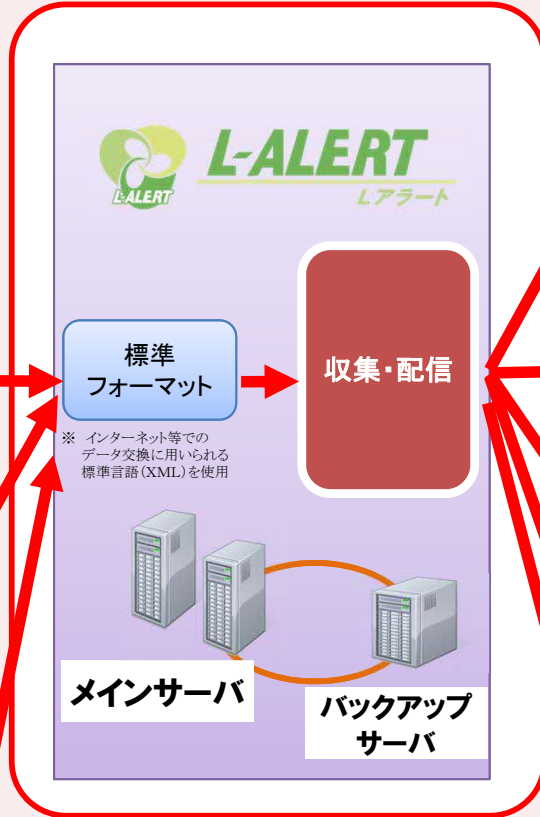 L-ALERT
L-ALERT
Lアラート
標準
フォーマット
収集・配信
※ インターネット等での
データ交換に用いられる
標準言語(XML)を使用
メインサーバ
バックアップ
サーバ